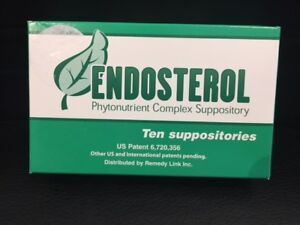 ENDOSTEROL
Phytonutrient Complex Suppository
Ten suppositories
US Patent 6,720,356
Other US and International patents pending.
Distributed by Remedy Link Inc.